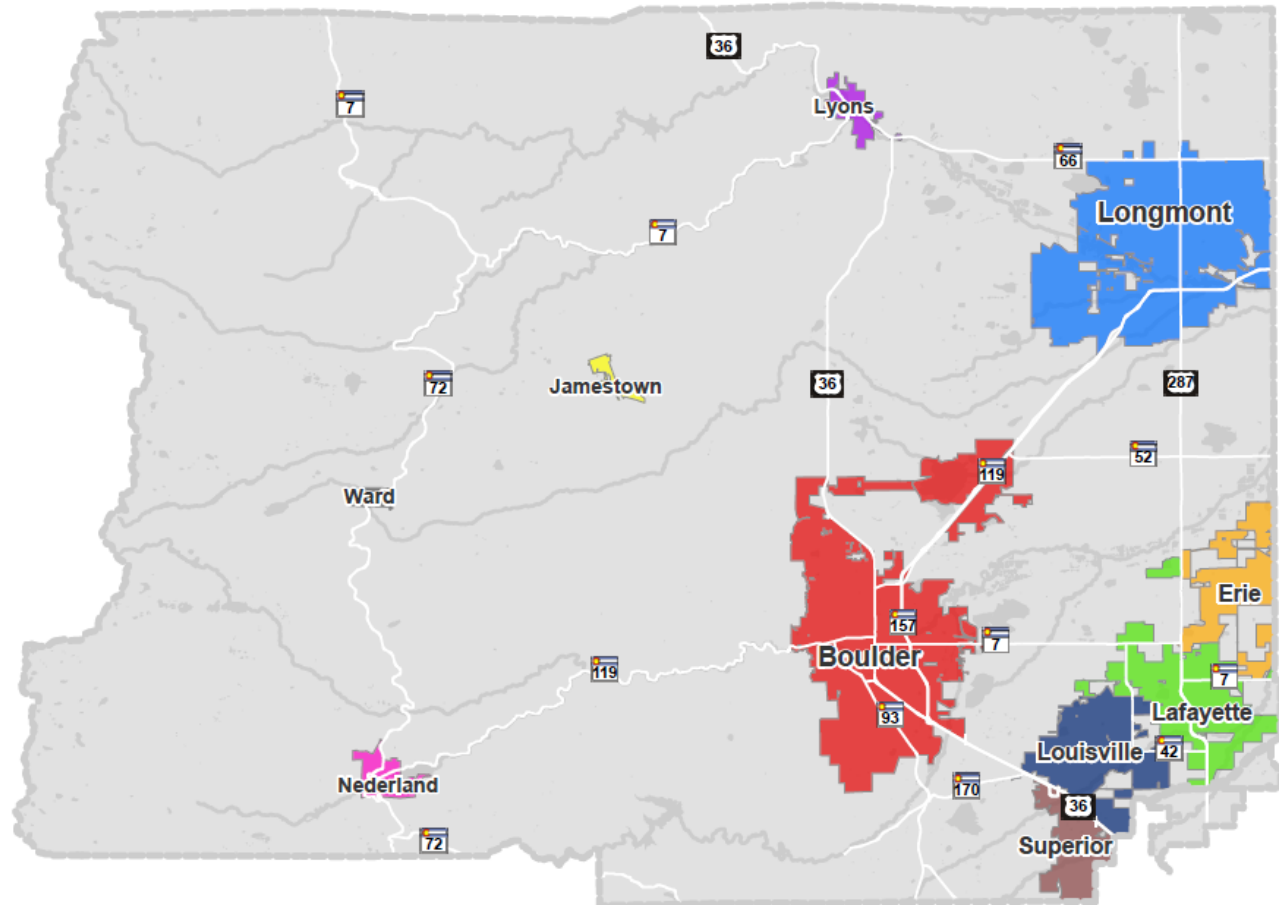 36
7
Lyons
66
Longmont
7
72
Jamestown
36
287
52
119
Ward
Erie
157
7
Boulder
119
7
93
Lafayette
42
Louisville
Nederland
170
36
72
Superior